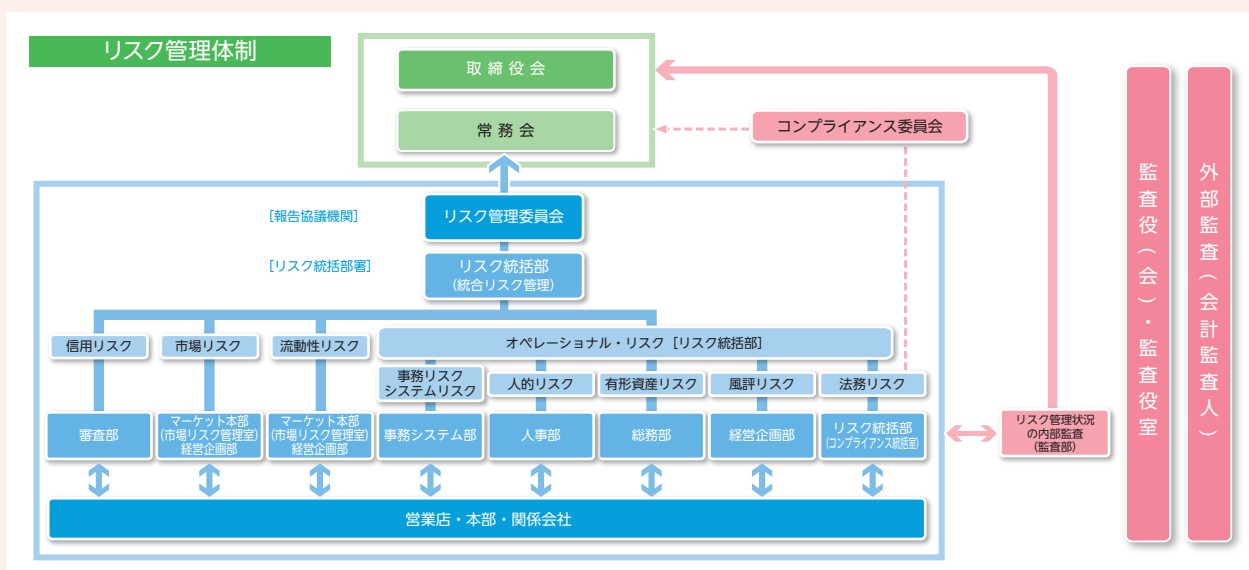 リスク管理体制
取締役会
常務会
コンプライアンス委員会
[報告協議機関]
リスク管理委員会
[リスク統括部署]
リスク統括部
(統合リスク管理)
信用リスク
市場リスク
流動性リスク
オペレーショナル・リスク [リスク統括部]
事務リスク
システムリスク
人的リスク
有形資産リスク
風評リスク
法務リスク
審査部
マーケット本部
(市場リスク管理室)
経営企画部
マーケット本部
(市場リスク管理室)
経営企画部
事務システム部
人事部
総務部
経営企画部
リスク統括部
(コンプライアンス統括室)
リスク管理状況
の内部監査
(監査部)
営業店・本部・関係会社
監査役(会)・監査役室
外部監査(会計監査人)